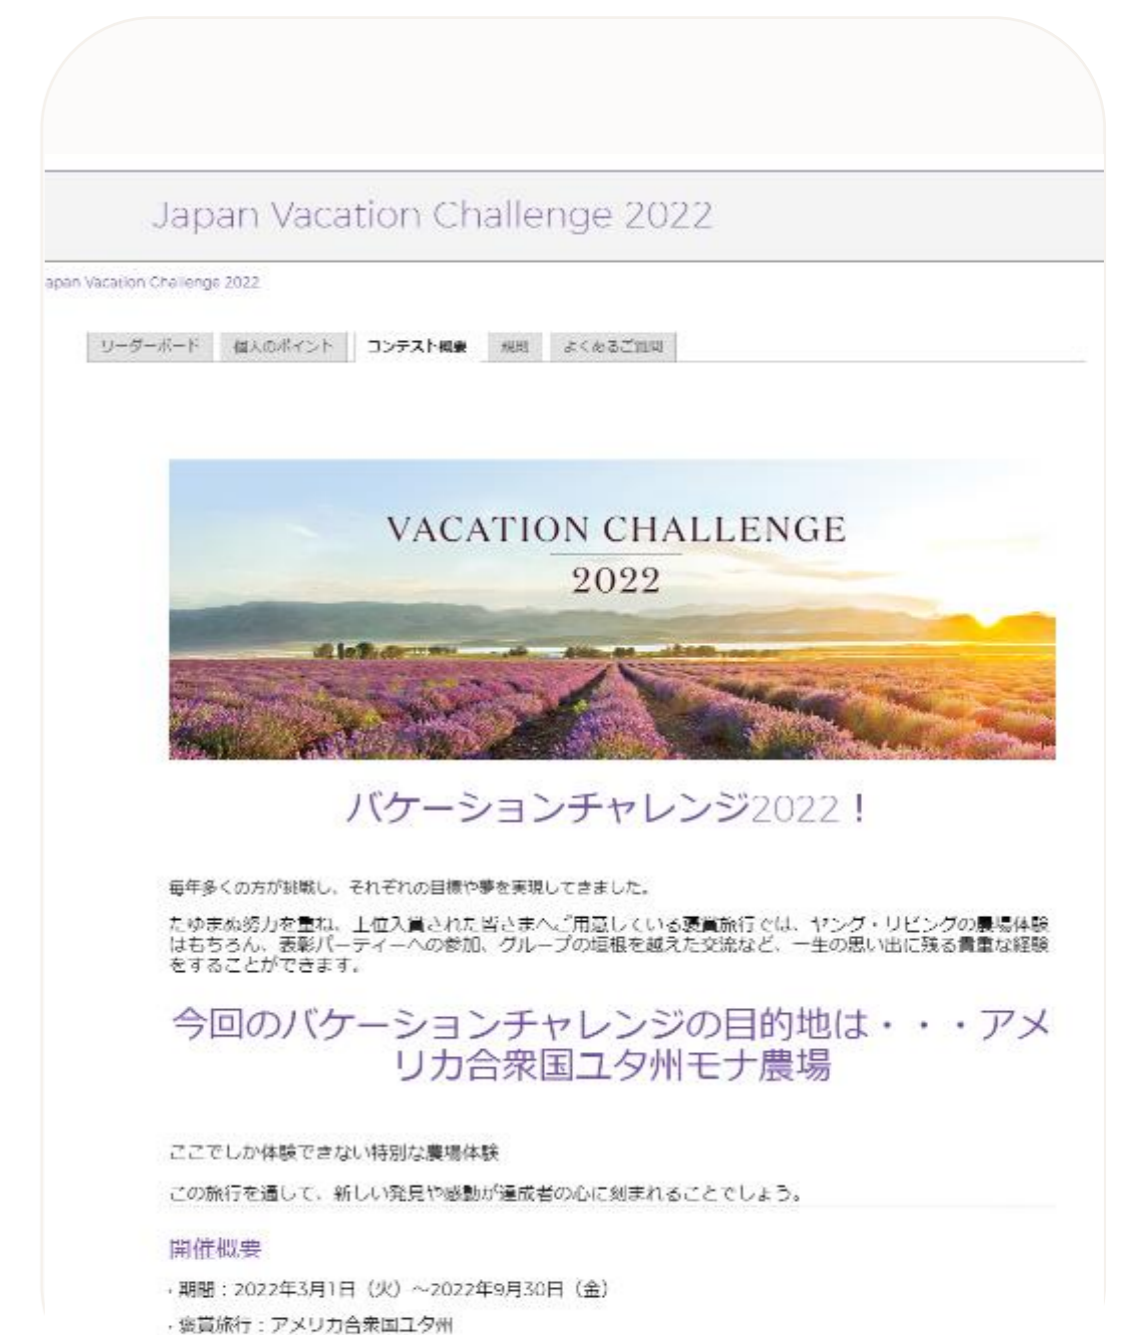 Japan Vacation Challenge 2022
apan Vacation Challenge 2022
リーダーボード 個人のポイント コンテスト概要 規則 よくあるご質問
VACATION CHALLENGE
2022
バケーションチャレンジ2022！
毎年多くの方が挑戦し、それぞれの目標や夢を実現してきました。
たゆまぬ努力を重ね、上位入賞された皆さまへご用意している褒賞旅行では、ヤング・リビングの農場体験
はもちろん、表彰パーティーへの参加、グループの垣根を越えた交流など、一生の思い出に残る貴重な経験
をすることができます。
今回のバケーションチャレンジの目的地は・・・アメ
リカ合衆国ユタ州モナ農場
ここでしか体験できない特別な農場体験
この旅行を通して、新しい発見や感動が達成者の心に刻まれることでしょう。
開催概要
・期間：2022年3月1日（火）～2022年9月30日（金）
・褒賞旅行：アメリカ合衆国ユタ州